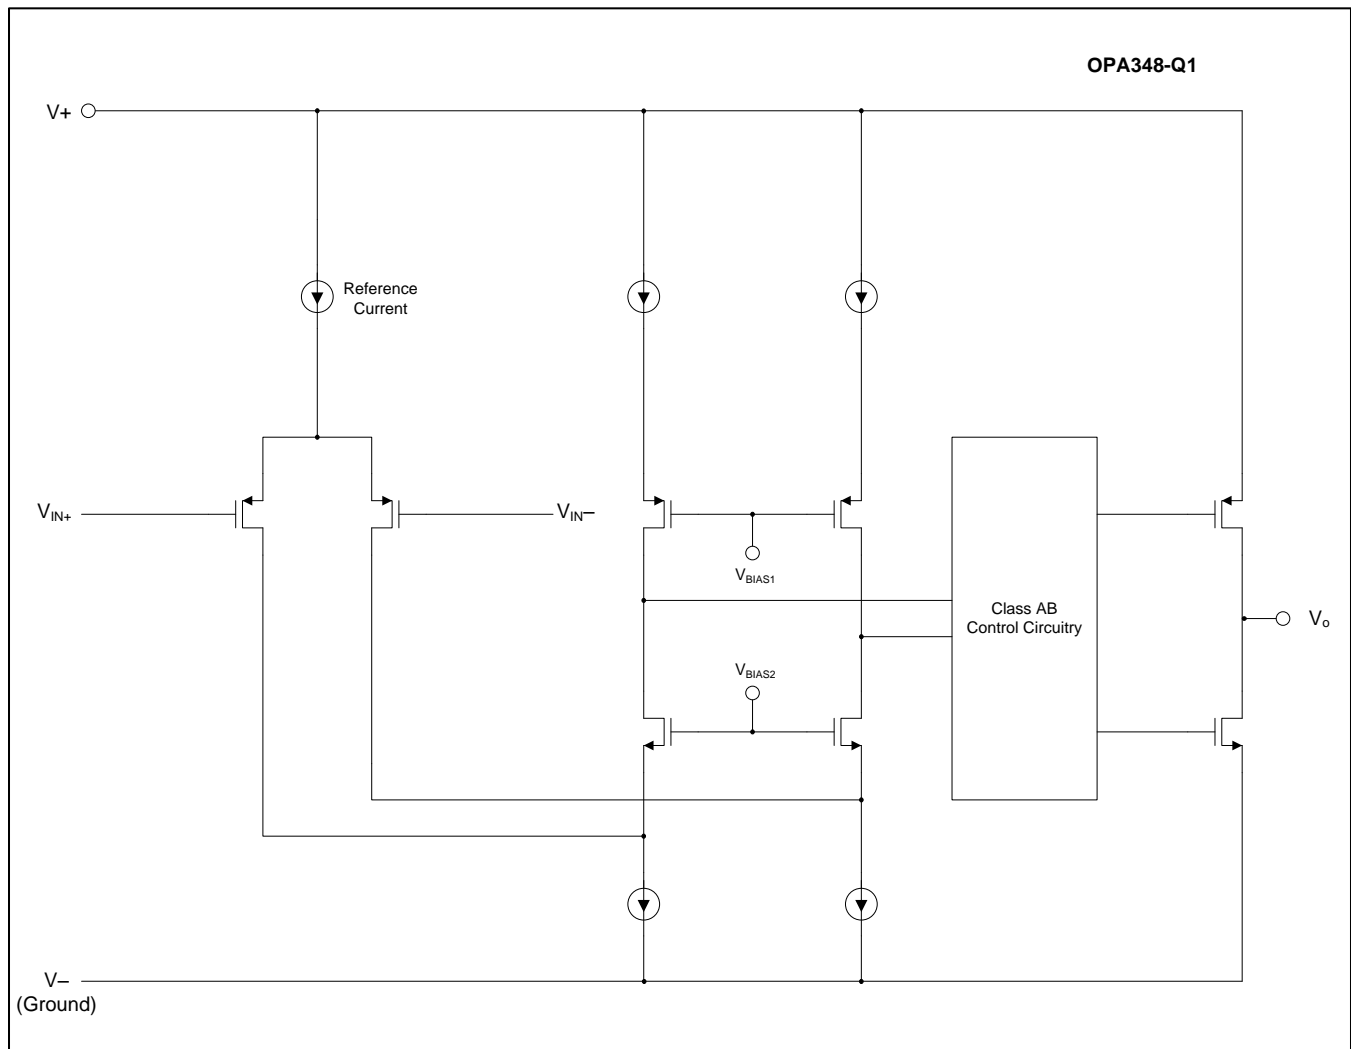 OPA348-Q1
V+
Reference
Current
VIN+
VIN–
VBIAS1
Class AB
Control Circuitry
Vo
VBIAS2
V–
(Ground)